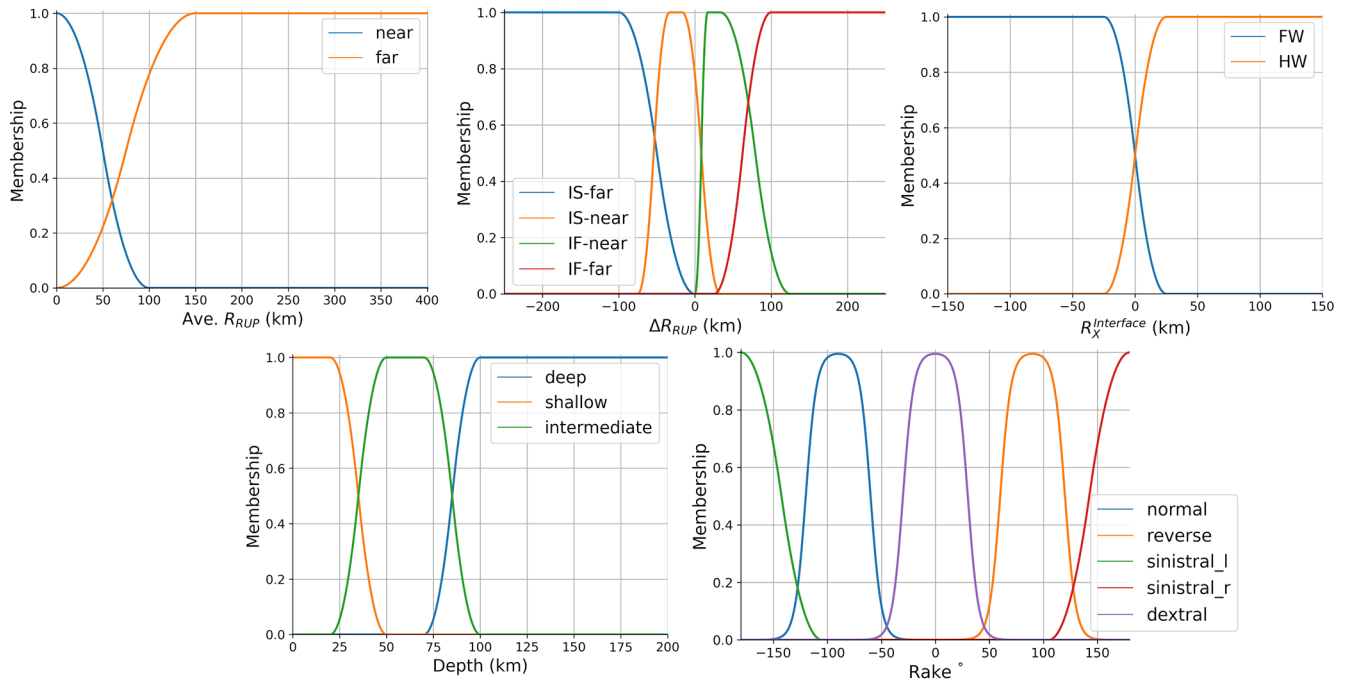 Membership
1.0
0.8
0.6
0.4
0.2
0.0
near
far
0 50 100 150 200 250 300 350 400
Ave. R_RUP (km)
Membership
1.0
0.8
0.6
0.4
0.2
0.0
IS-far
IS-near
IF-near
IF-far
−200 −100 0 100 200
ΔR_RUP (km)
Membership
1.0
0.8
0.6
0.4
0.2
0.0
FW
HW
−150 −100 −50 0 50 100 150
R_X^Interface (km)
Membership
1.0
0.8
0.6
0.4
0.2
0.0
deep
shallow
intermediate
0 25 50 75 100 125 150 175 200
Depth (km)
Membership
1.0
0.8
0.6
0.4
0.2
0.0
normal
reverse
sinistral_l
sinistral_r
dextral
−150 −100 −50 0 50 100 150
Rake °